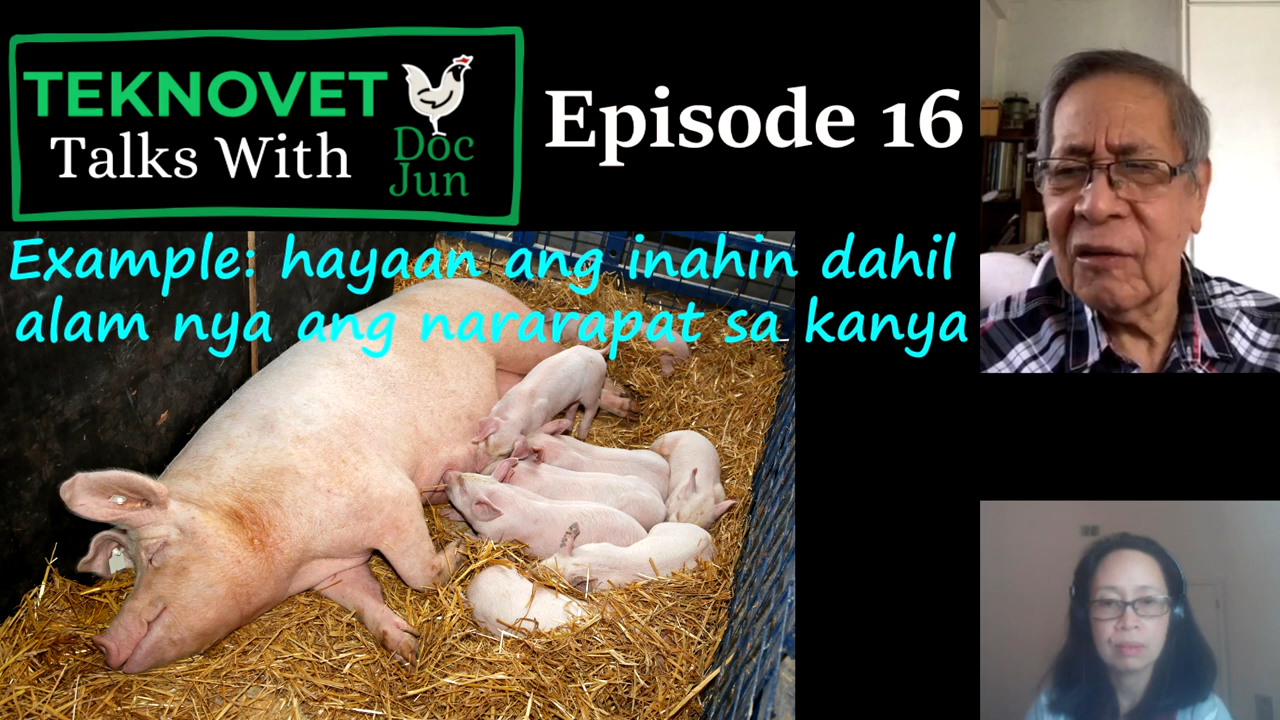 TEKNOVET
Talks With
Doc
Jun
Episode 16
Example: hayaan ang inahin dahil
alam nya ang nararapat sa kanya